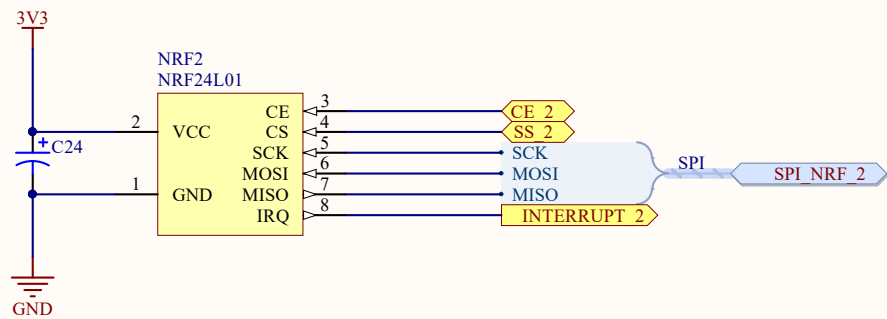 3V3
NRF2
NRF24L01
2 VCC CE 3 CE_2
CS 4 SS_2
+ C24 SCK 5 SCK
MOSI 6 MOSI SPI SPI_NRF_2
1 GND MISO 7 MISO
IRQ 8 INTERRUPT_2
GND